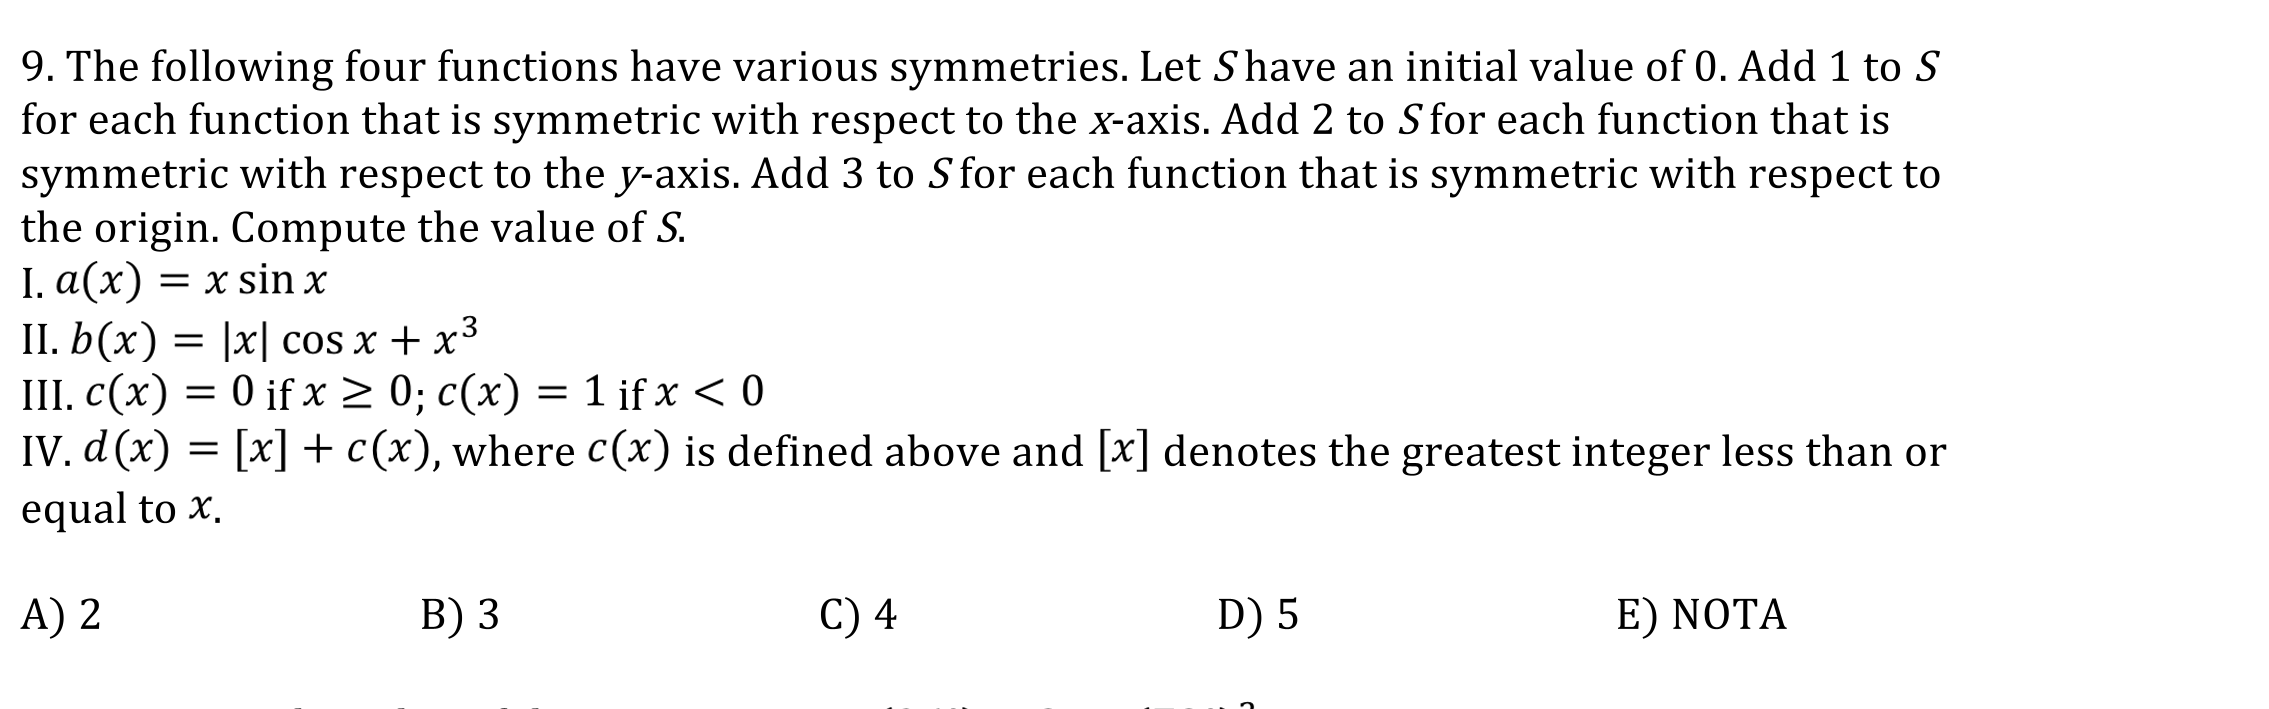 9. The following four functions have various symmetries. Let S have an initial value of 0. Add 1 to S
for each function that is symmetric with respect to the x-axis. Add 2 to S for each function that is
symmetric with respect to the y-axis. Add 3 to S for each function that is symmetric with respect to
the origin. Compute the value of S.
I. a(x) = x sin x
II. b(x) = |x| cos x + x³
III. c(x) = 0 if x ≥ 0; c(x) = 1 if x < 0
IV. d(x) = [x] + c(x), where c(x) is defined above and [x] denotes the greatest integer less than or
equal to x.
A) 2 B) 3 C) 4 D) 5 E) NOTA